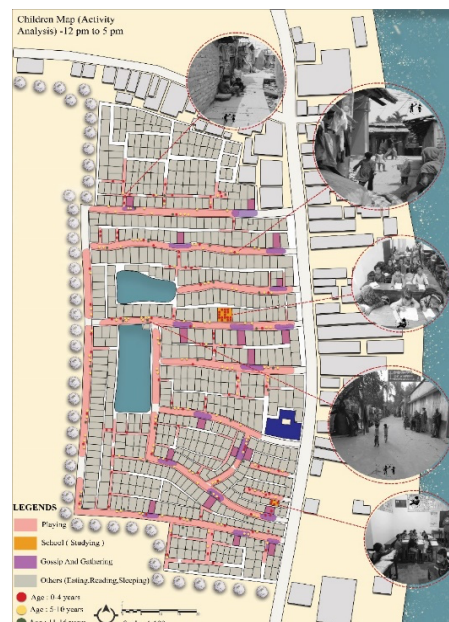 Children Map (Activity
Analysis) -12 pm to 5 pm
LEGENDS
Playing
School ( Studying )
Gossip And Gathering
Others (Eating,Reading,Sleeping)
Age : 0-4 years
Age : 5-10 years